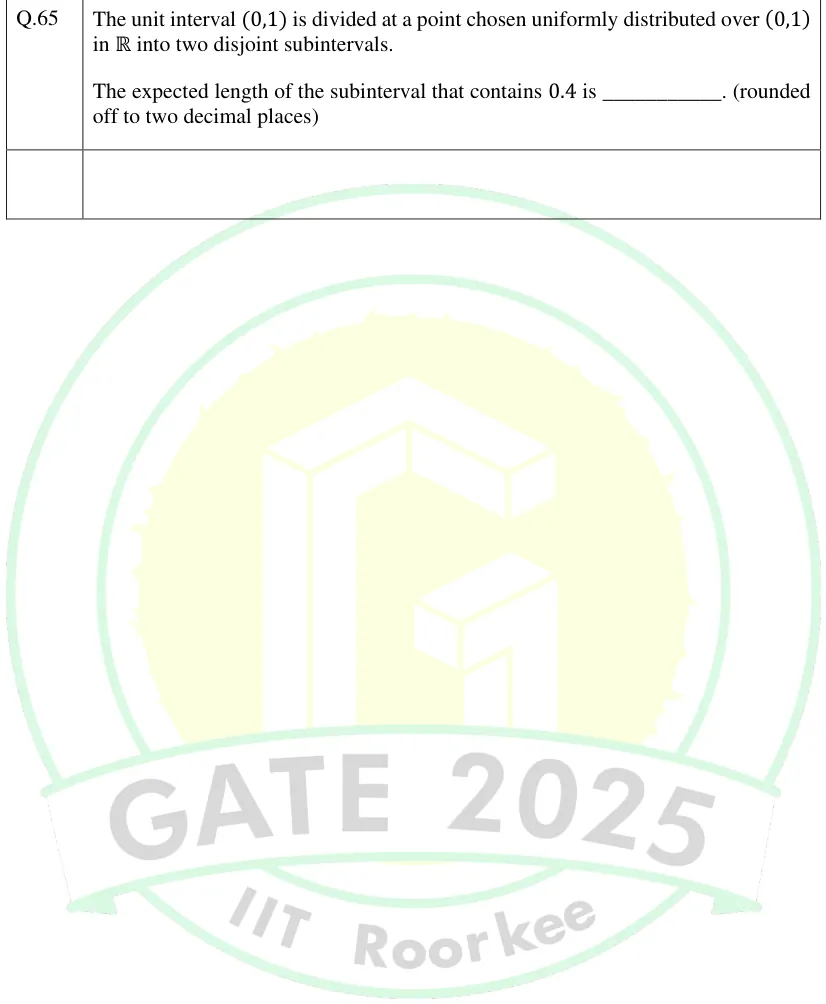 Q.65 The unit interval (0,1) is divided at a point chosen uniformly distributed over (0,1)
in ℝ into two disjoint subintervals.
The expected length of the subinterval that contains 0.4 is ___________. (rounded
off to two decimal places)
GATE 2025
IIT Roorkee